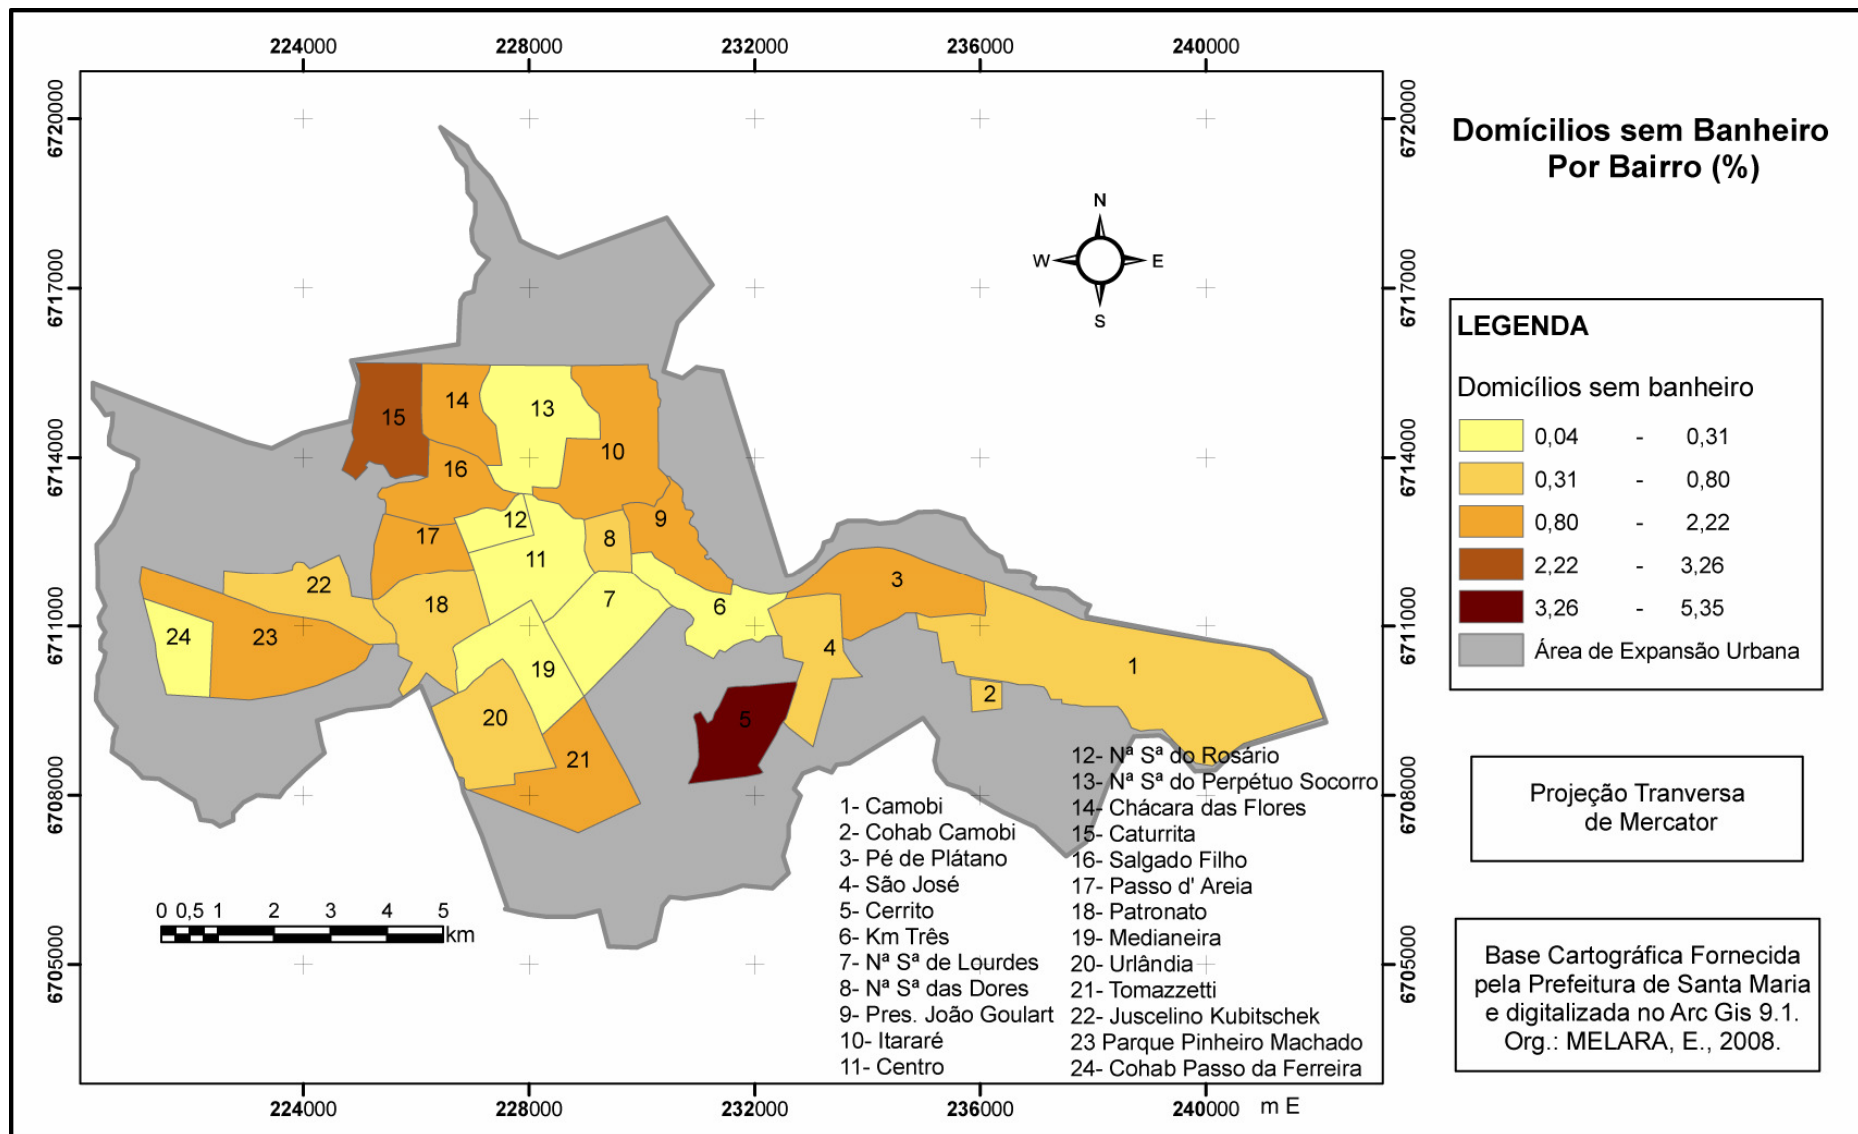 224000 228000 232000 236000 240000
6720000 6720000
6717000 6717000
6714000 6714000
6711000 6711000
6708000 6708000
6705000 6705000
N
W E
S
15
14
13
10
16
12
17
11
8
9
22
18
7
6
3
24
23
19
4
1
2
20
5
21
0 0,5 1 2 3 4 5
km
1- Camobi
2- Cohab Camobi
3- Pé de Plátano
4- São José
5- Cerrito
6- Km Três
7- Nª Sª de Lourdes
8- Nª Sª das Dores
9- Pres. João Goulart
10- Itararé
11- Centro
12- Nª Sª do Rosário
13- Nª Sª do Perpétuo Socorro
14- Chácara das Flores
15- Caturrita
16- Salgado Filho
17- Passo d' Areia
18- Patronato
19- Medianeira
20- Urlândia
21- Tomazzetti
22- Juscelino Kubitschek
23 Parque Pinheiro Machado
24- Cohab Passo da Ferreira
224000 228000 232000 236000 240000 m E
Domícilios sem Banheiro
Por Bairro (%)
LEGENDA
Domicílios sem banheiro
0,04 - 0,31
0,31 - 0,80
0,80 - 2,22
2,22 - 3,26
3,26 - 5,35
Área de Expansão Urbana
Projeção Tranversa
de Mercator
Base Cartográfica Fornecida
pela Prefeitura de Santa Maria
e digitalizada no Arc Gis 9.1.
Org.: MELARA, E., 2008.